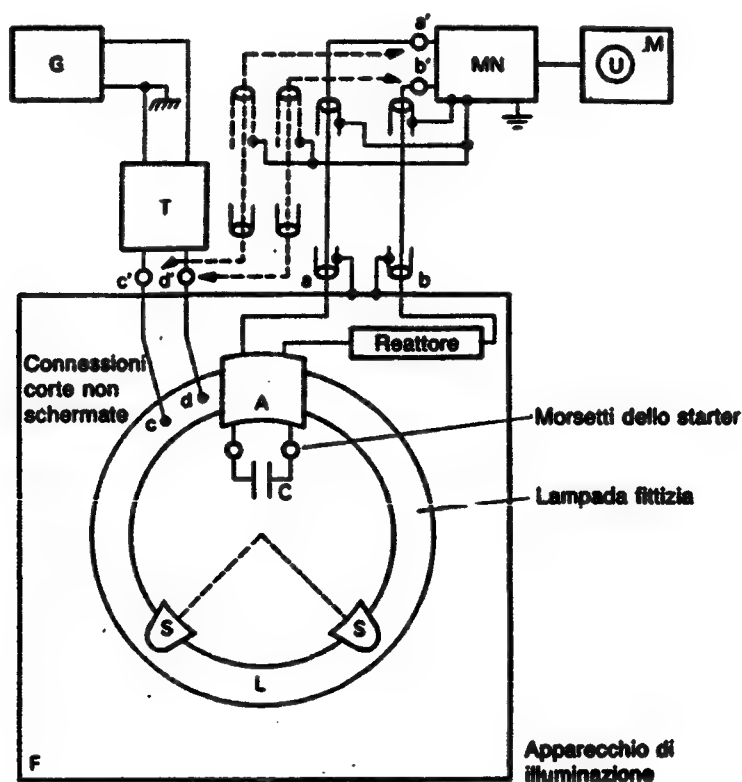 G
a'
b'
MN
M
U
T
c'
d'
a
b
Reattore
Connessioni
corte non
schermate
A
d
c
Morsetti dello starter
C
Lampada fittizia
S
S
L
F
Apparecchio di
illuminazione